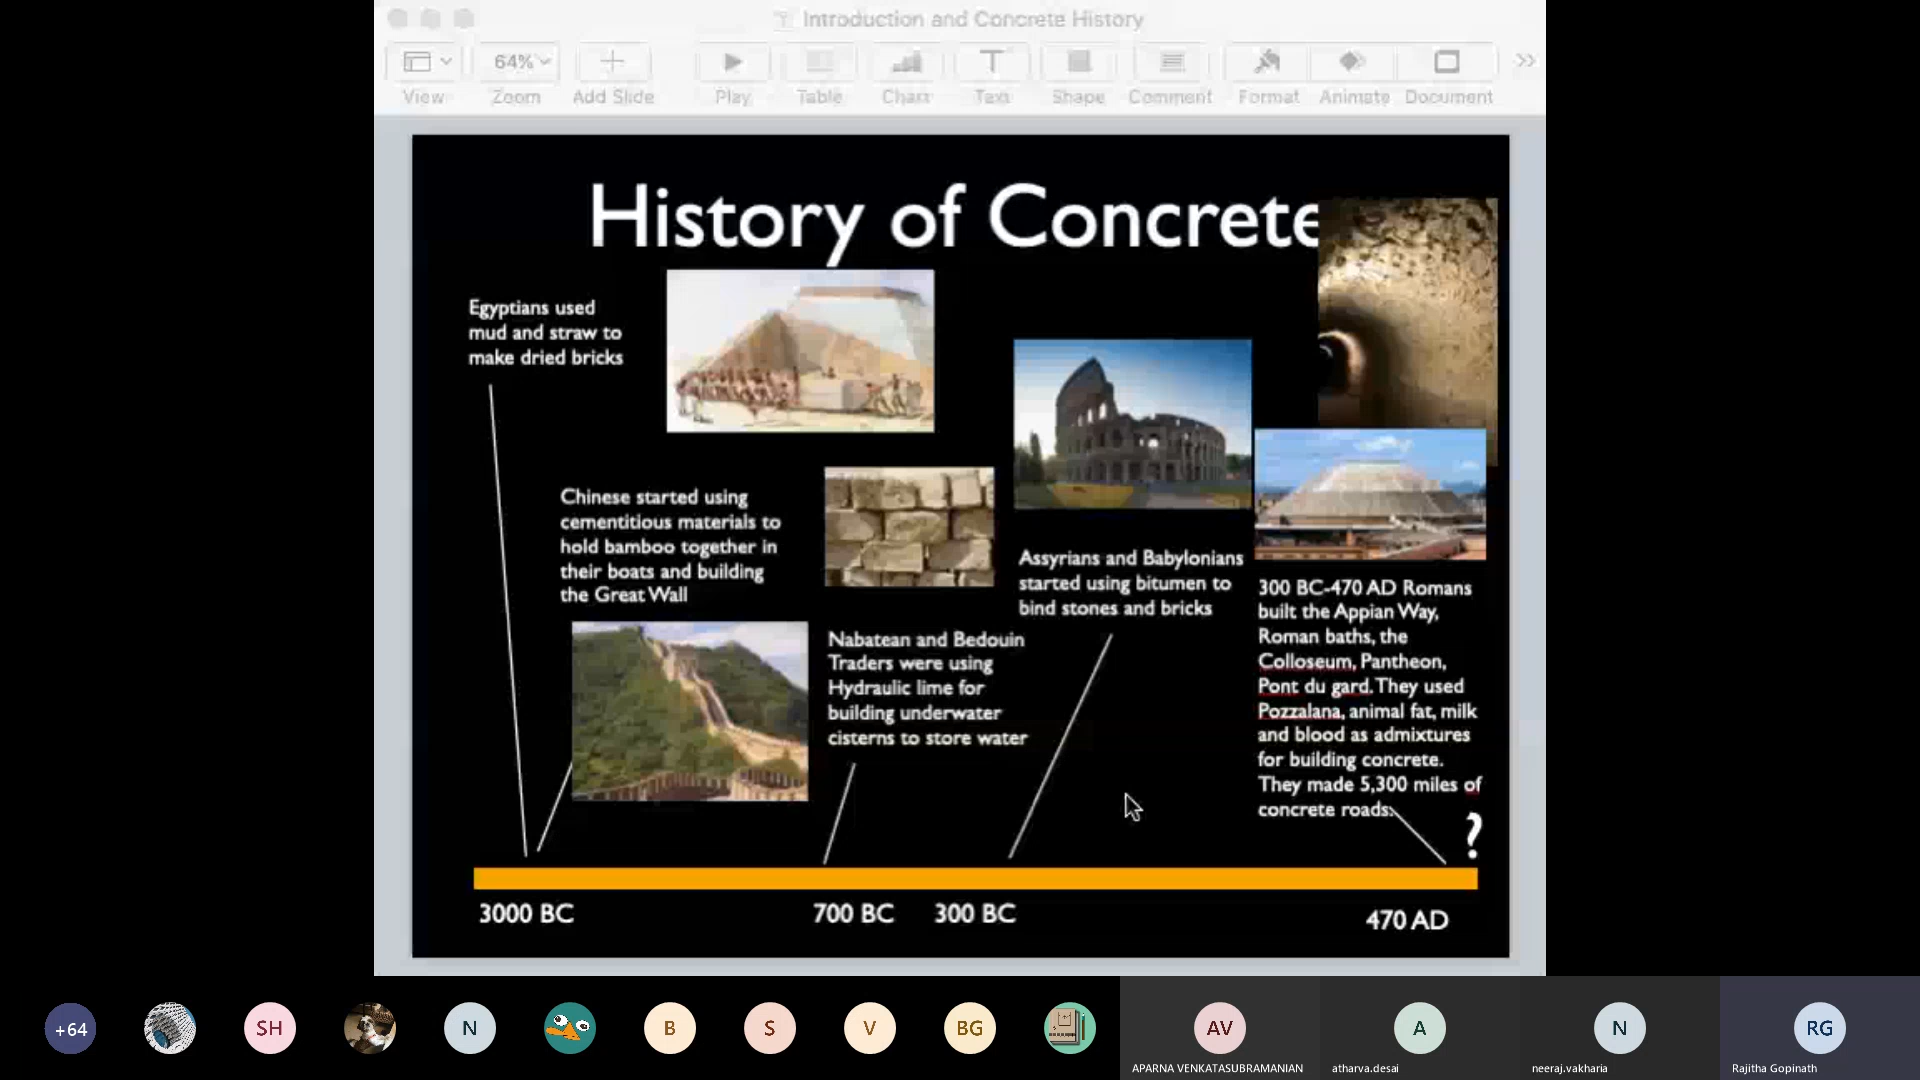 Introduction and Concrete History
64%
View
Zoom
Add Slide
Play
Table
Chart
Text
Shape
Comment
Format
Animate
Document
History of Concrete
Egyptians used
mud and straw to
make dried bricks
Chinese started using
cementitious materials to
hold bamboo together in
their boats and building
the Great Wall
Nabatean and Bedouin
Traders were using
Hydraulic lime for
building underwater
cisterns to store water
Assyrians and Babylonians
started using bitumen to
bind stones and bricks
300 BC-470 AD Romans
built the Appian Way,
Roman baths, the
Colloseum, Pantheon,
Pont du gard. They used
Pozzalana, animal fat, milk
and blood as admixtures
for building concrete.
They made 5,300 miles of
concrete roads.
?
3000 BC
700 BC
300 BC
470 AD
+64
SH
N
B
S
V
BG
AV
A
N
RG
APARNA VENKATASUBRAMANIAN
atharva.desai
neeraj.vakharia
Rajitha Gopinath